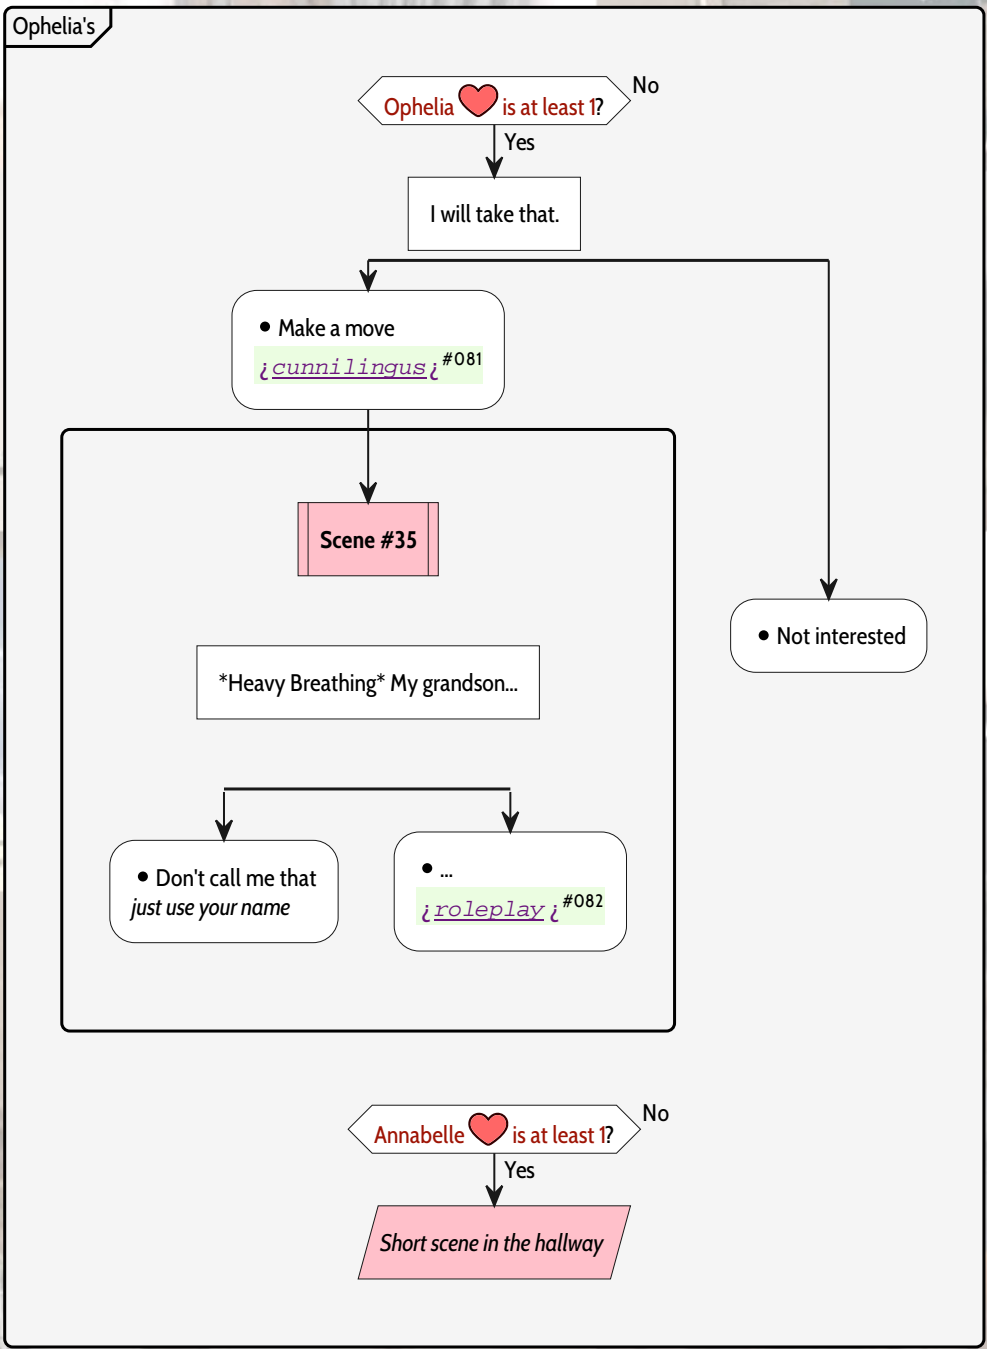 Ophelia's
Ophelia is at least 1?
No
Yes
I will take that.
• Make a move
¿cunnilingus¿#081
Scene #35
• Not interested
*Heavy Breathing* My grandson...
• Don't call me that
just use your name
• ...
¿roleplay¿#082
Annabelle is at least 1?
No
Yes
Short scene in the hallway